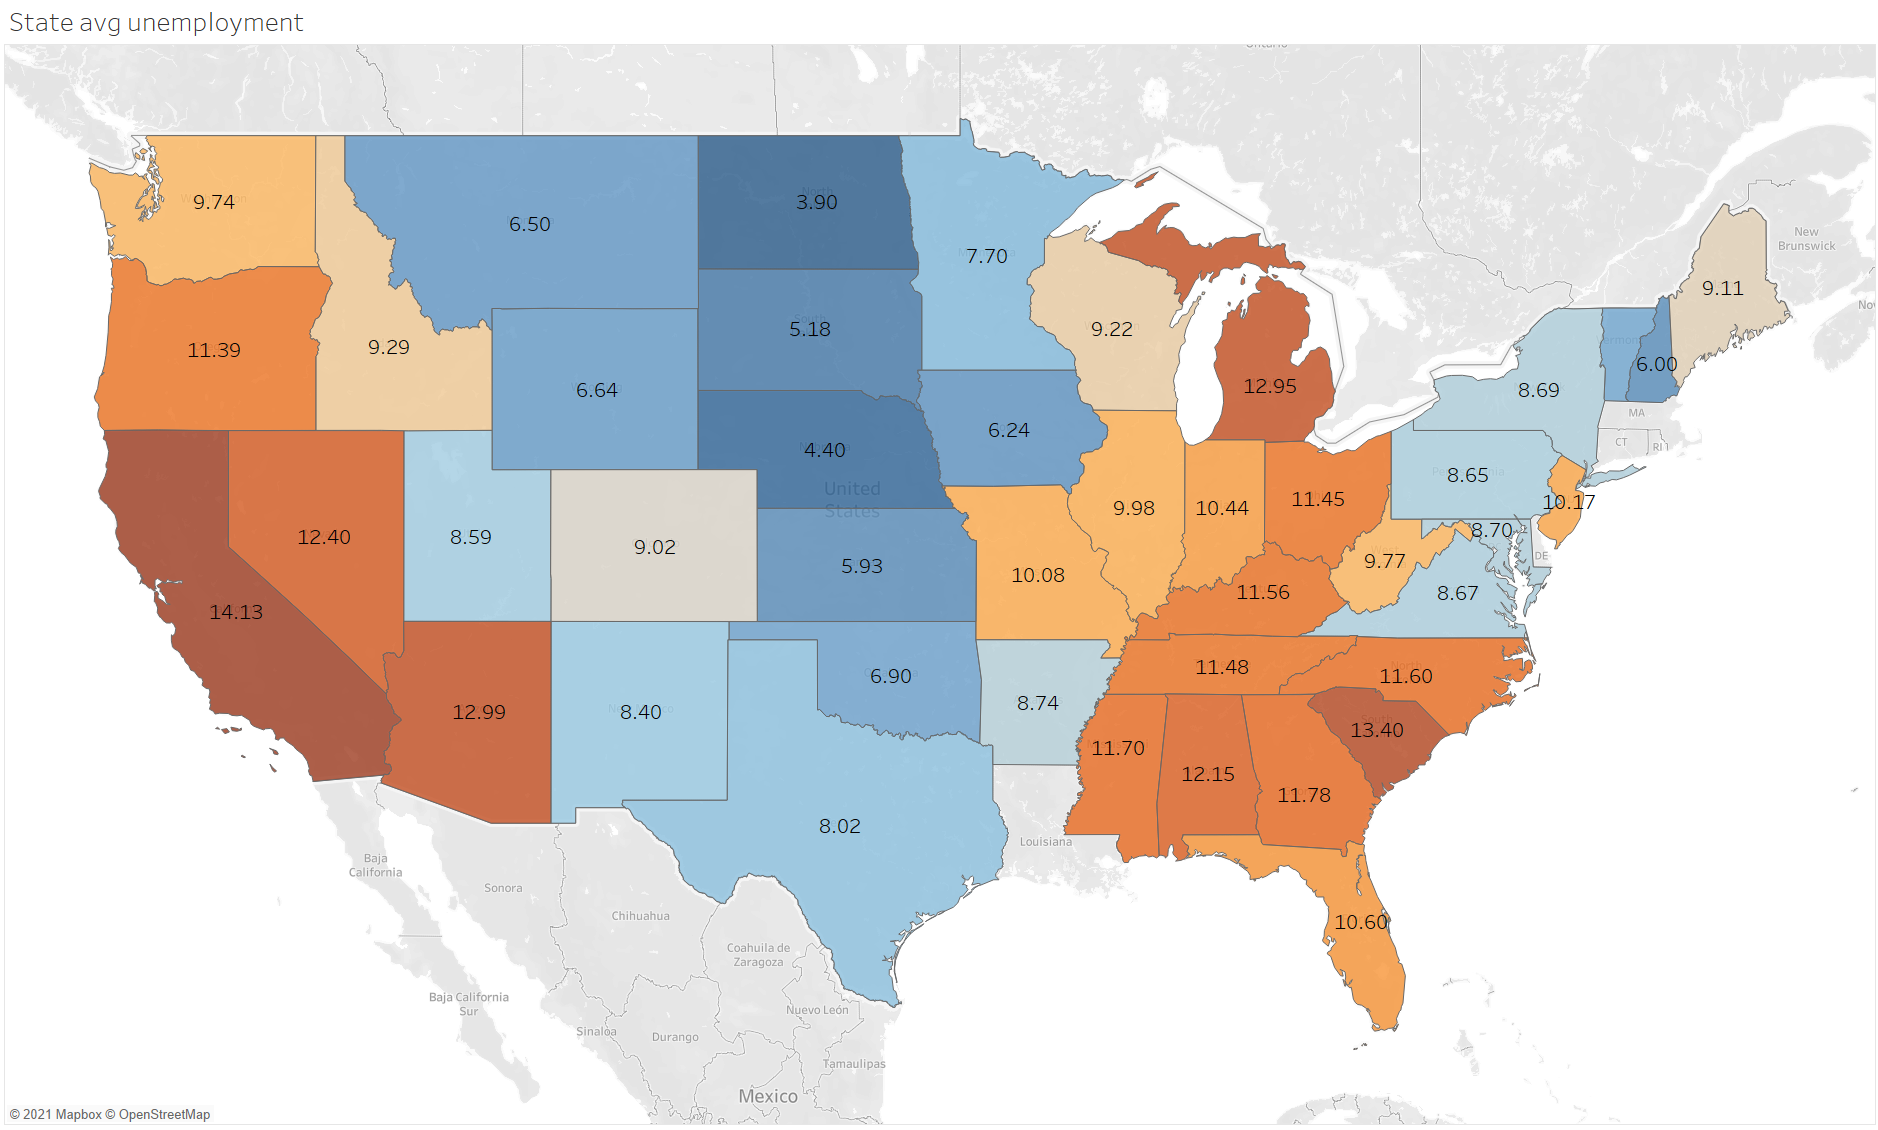 State avg unemployment
Ontario
9.74
6.50
North
3.90
7.70
New
Brunswick
9.11
11.39
9.29
6.64
South
5.18
9.22
12.95
8.69
6.00
MA
CT
RI
12.40
8.59
9.02
4.40
United
States
6.24
9.98
10.44
11.45
8.65
10.17
8.70
DE
14.13
5.93
10.08
11.56
9.77
8.67
12.99
8.40
6.90
8.74
11.48
North
11.60
8.02
11.70
12.15
11.78
South
13.40
Louisiana
10.60
Baja
California
Sonora
Chihuahua
Coahuila de
Zaragoza
Baja California
Sur
Sinaloa
Durango
Nuevo León
Tamaulipas
Mexico
© 2021 Mapbox © OpenStreetMap